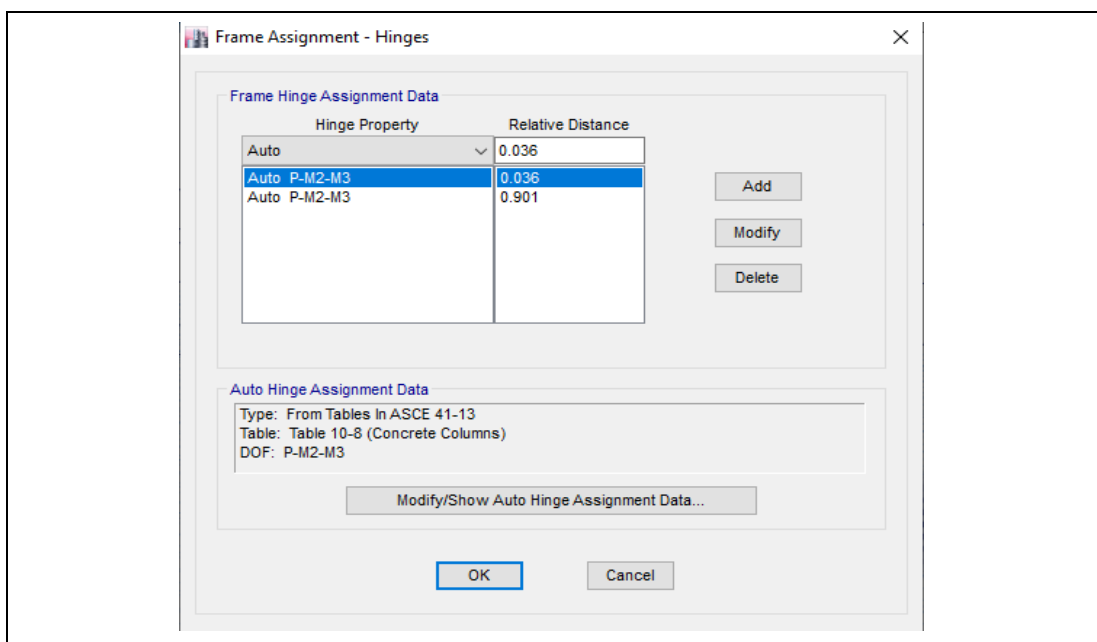 Frame Assignment - Hinges
Frame Hinge Assignment Data
Hinge Property Relative Distance
Auto 0.036
Auto P-M2-M3 0.036
Auto P-M2-M3 0.901
Add
Modify
Delete
Auto Hinge Assignment Data
Type: From Tables In ASCE 41-13
Table: Table 10-8 (Concrete Columns)
DOF: P-M2-M3
Modify/Show Auto Hinge Assignment Data...
OK Cancel